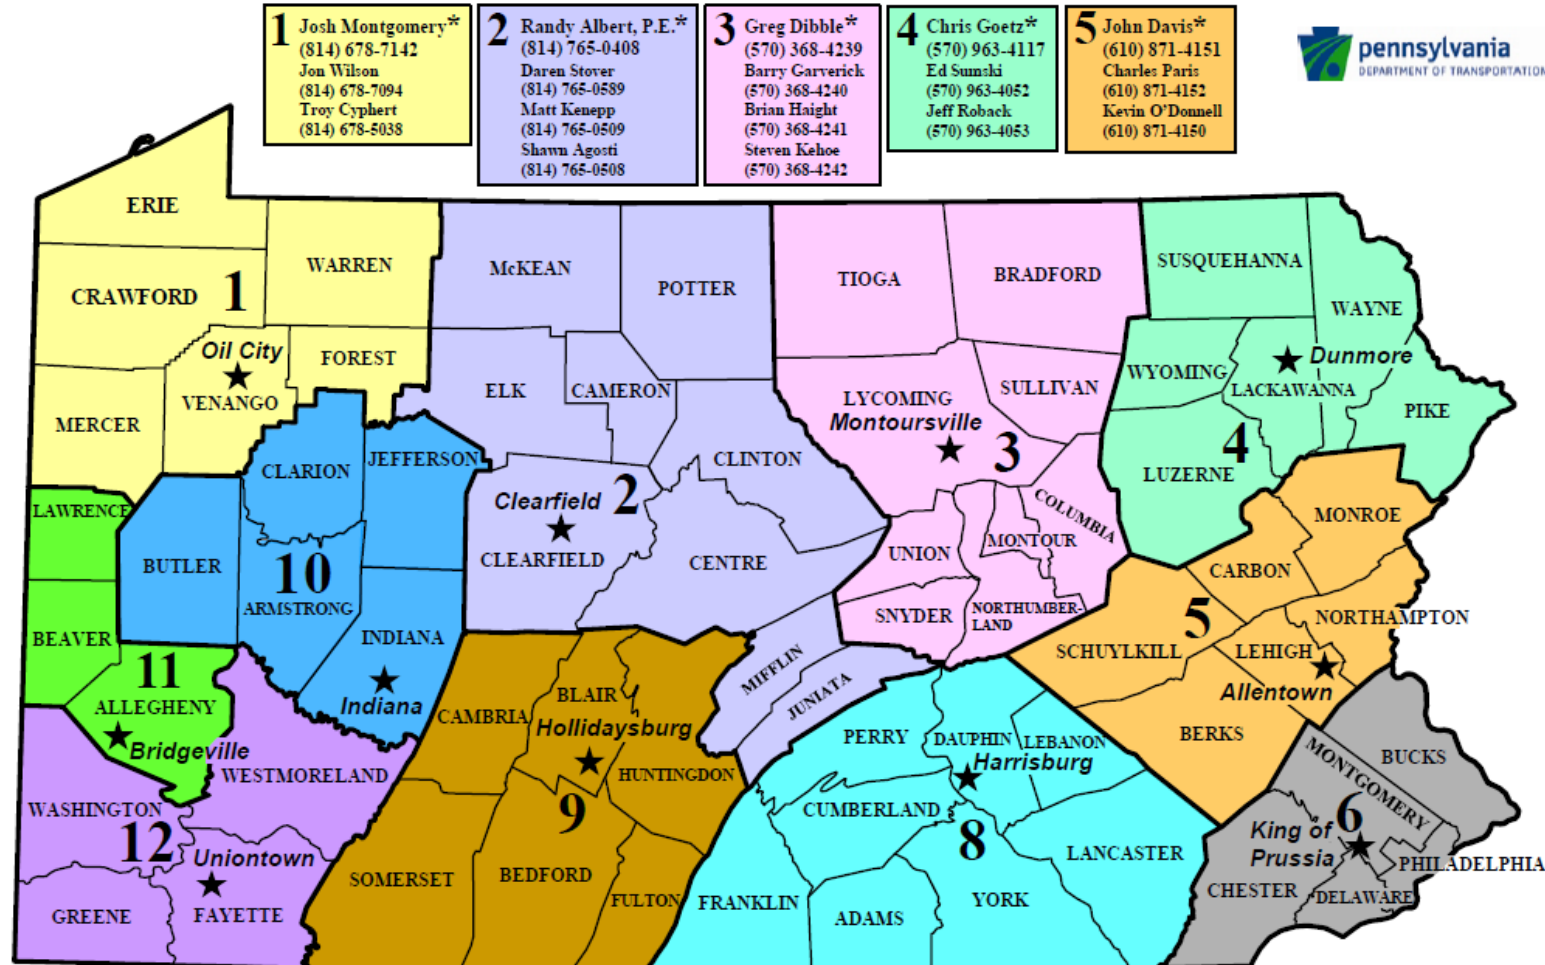 1 Josh Montgomery*
(814) 678-7142
Jon Wilson
(814) 678-7094
Troy Cyphert
(814) 678-5038
2 Randy Albert, P.E.*
(814) 765-0408
Daren Stover
(814) 765-0589
Matt Kenepp
(814) 765-0509
Shawn Agosti
(814) 765-0508
3 Greg Dibble*
(570) 368-4239
Barry Garverick
(570) 368-4240
Brian Haight
(570) 368-4241
Steven Kehoe
(570) 368-4242
4 Chris Goetz*
(570) 963-4117
Ed Sumski
(570) 963-4052
Jeff Roback
(570) 963-4053
5 John Davis*
(610) 871-4151
Charles Paris
(610) 871-4152
Kevin O'Donnell
(610) 871-4150
pennsylvania
DEPARTMENT OF TRANSPORTATION
ERIE
WARREN
CRAWFORD
1
Oil City
FOREST
VENANGO
MERCER
McKEAN
POTTER
ELK
CAMERON
CLINTON
Clearfield
2
CLEARFIELD
CENTRE
MIFFLIN
JUNIATA
TIOGA
BRADFORD
LYCOMING
SULLIVAN
Montoursville
3
COLUMBIA
UNION
MONTOUR
SNYDER
NORTHUMBER-
LAND
SUSQUEHANNA
WAYNE
Dunmore
WYOMING
LACKAWANNA
PIKE
4
LUZERNE
MONROE
CARBON
5
NORTHAMPTON
SCHUYLKILL
LEHIGH
Allentown
BERKS
CLARION
JEFFERSON
BUTLER
10
ARMSTRONG
INDIANA
Indiana
LAWRENCE
BEAVER
11
ALLEGHENY
Bridgeville
WESTMORELAND
WASHINGTON
12
Uniontown
GREENE
FAYETTE
BLAIR
CAMBRIA
Hollidaysburg
HUNTINGDON
9
SOMERSET
BEDFORD
FULTON
PERRY
DAUPHIN
LEBANON
Harrisburg
CUMBERLAND
8
LANCASTER
FRANKLIN
ADAMS
YORK
BUCKS
MONTGOMERY
6
King of
Prussia
PHILADELPHIA
CHESTER
DELAWARE